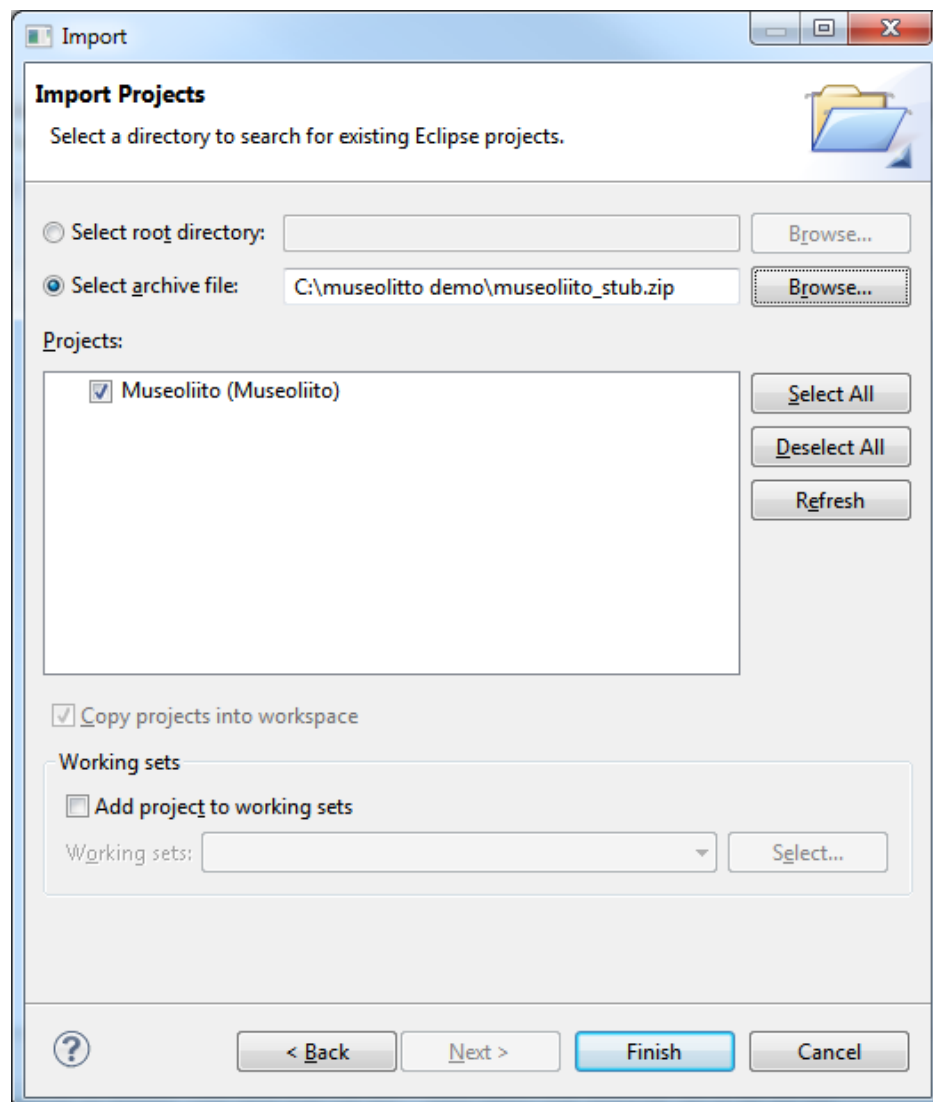 Import
Import Projects
Select a directory to search for existing Eclipse projects.
Select root directory:
Browse...
Select archive file:
C:\museolitto demo\museoliito_stub.zip
Browse...
Projects:
Museoliito (Museoliito)
Select All
Deselect All
Refresh
Copy projects into workspace
Working sets
Add project to working sets
Working sets:
Select...
?
< Back
Next >
Finish
Cancel